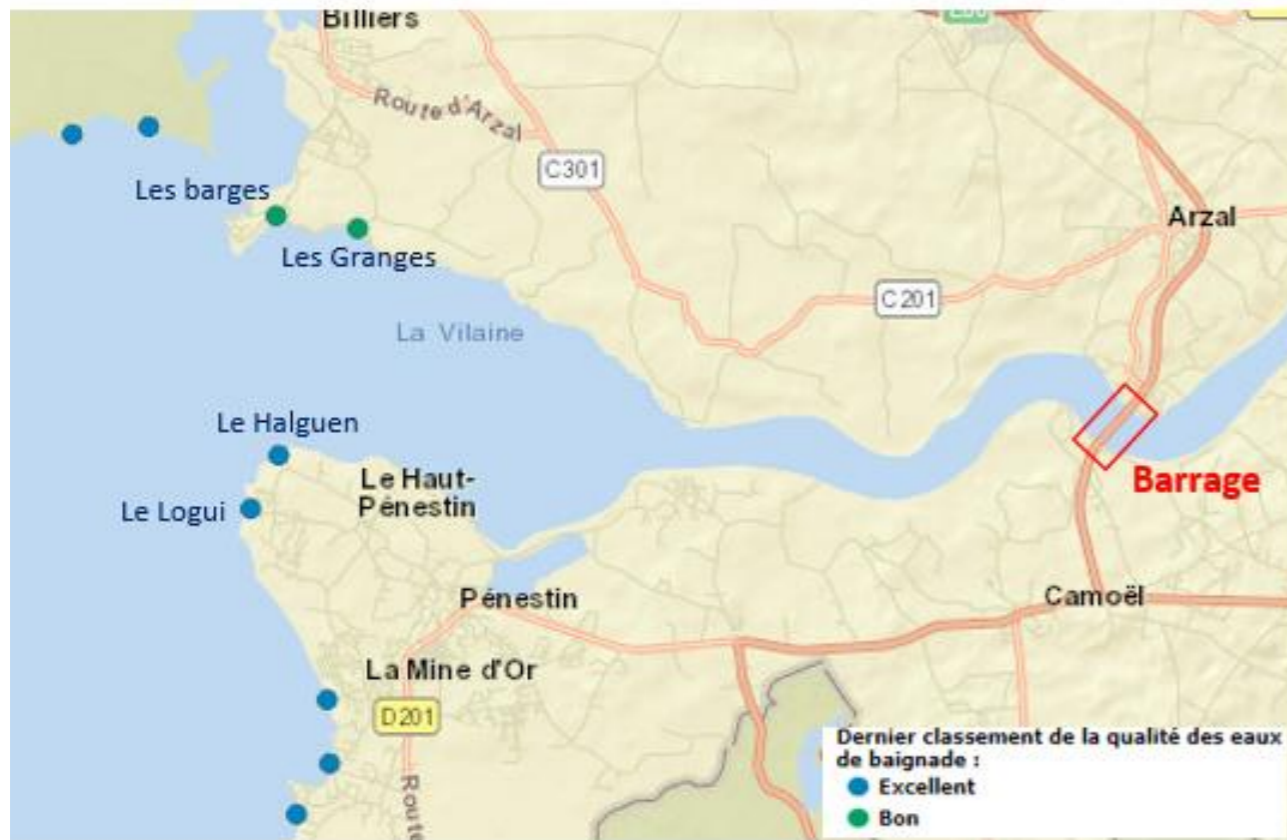 Billiers
E60
Route d'Arzal
C301
Les barges
Arzal
Les Granges
C201
La Vilaine
Le Halguen
Le Haut-
Pénestin
Barrage
Le Logui
Pénestin
Camoël
La Mine d'Or
D201
Route
Dernier classement de la qualité des eaux
de baignade :
Excellent
Bon